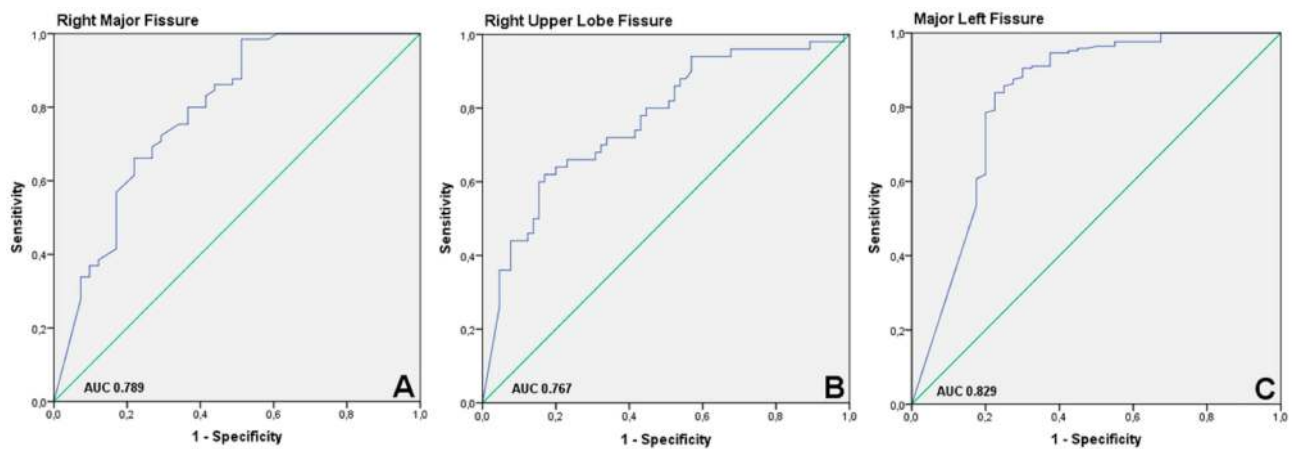 Right Major Fissure
1,0
0,8
0,6
0,4
0,2
0,0
Sensitivity
AUC 0.789
A
0,0 0,2 0,4 0,6 0,8 1,0
1 - Specificity
Right Upper Lobe Fissure
1,0
0,8
0,6
0,4
0,2
0,0
Sensitivity
AUC 0.767
B
0,0 0,2 0,4 0,6 0,8 1,0
1 - Specificity
Major Left Fissure
1,0
0,8
0,6
0,4
0,2
0,0
Sensitivity
AUC 0.829
C
0,0 0,2 0,4 0,6 0,8 1,0
1 - Specificity